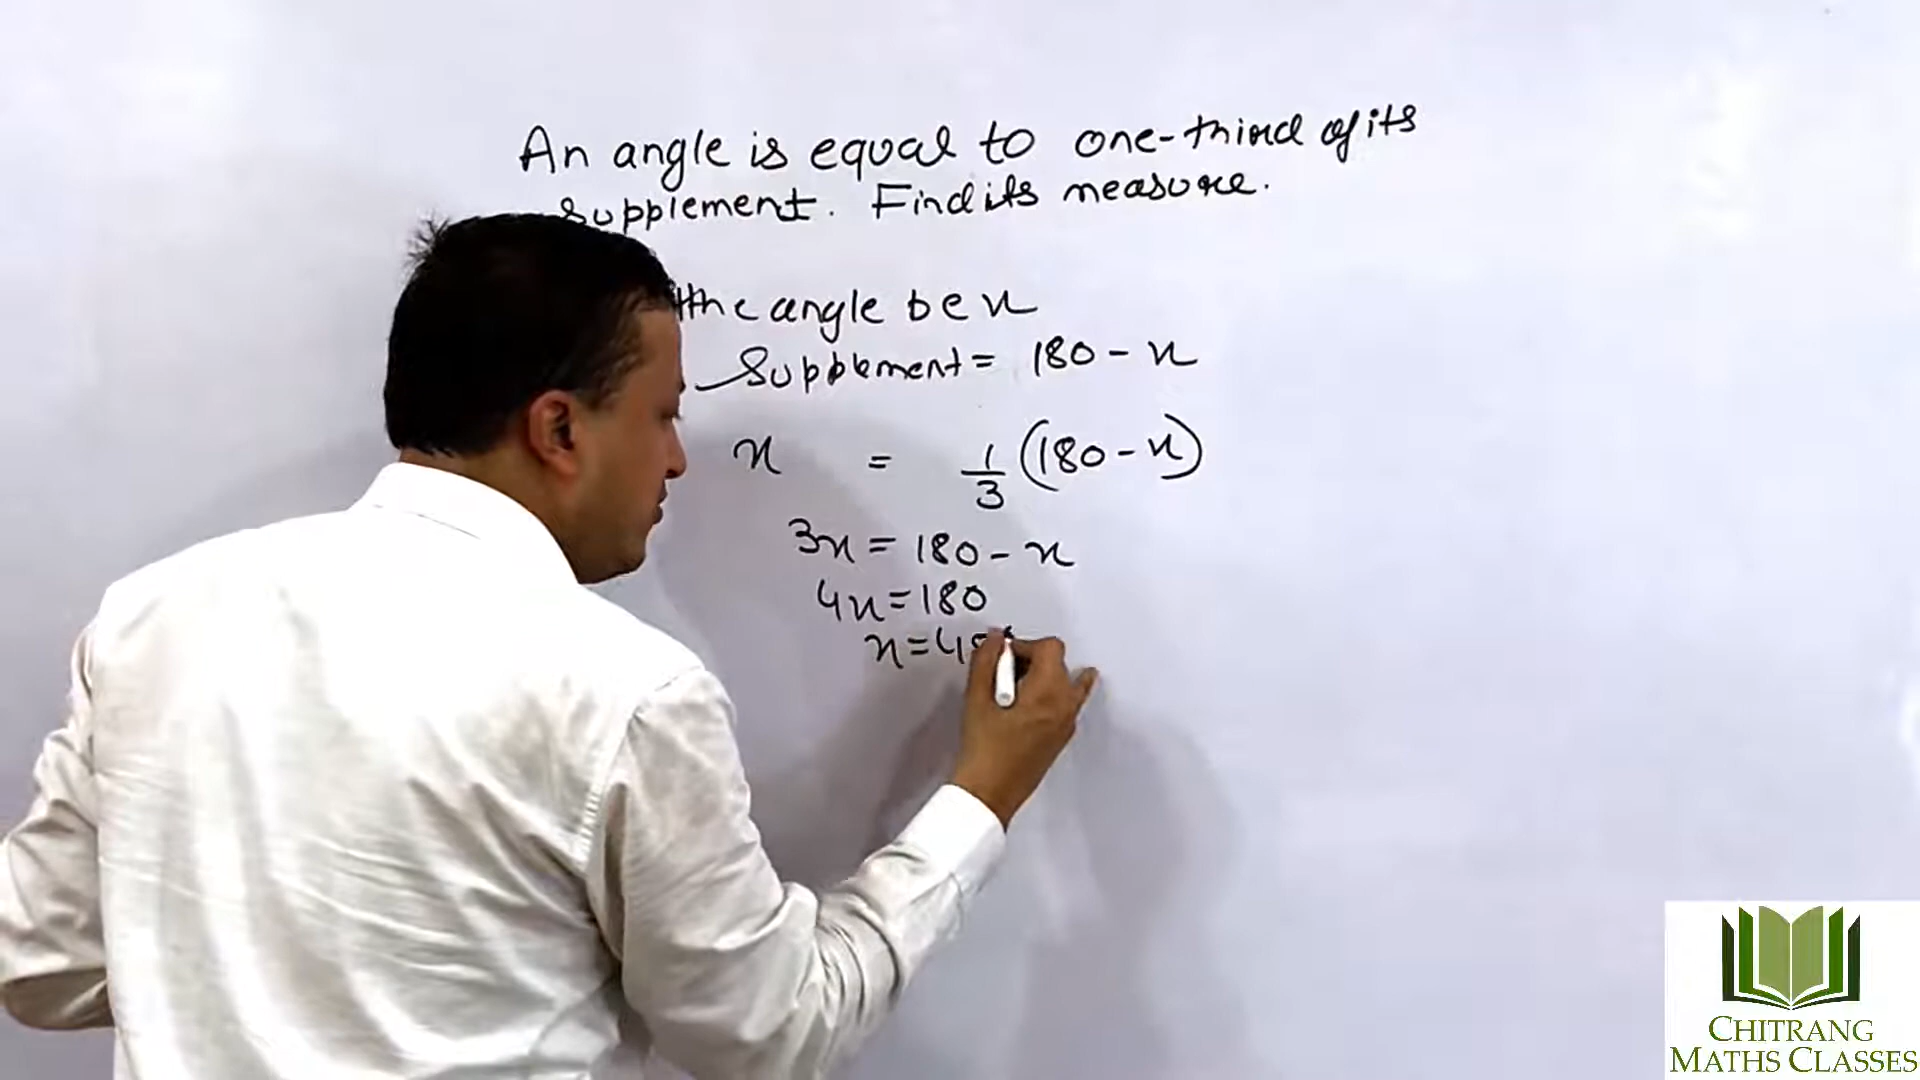 An angle is equal to one-third of its
supplement. Find its measure.
the angle be x
Supplement = 180 - x
x = 1/3 (180 - x)
3x = 180 - x
4x = 180
x = 45
CHITRANG
MATHS CLASSES